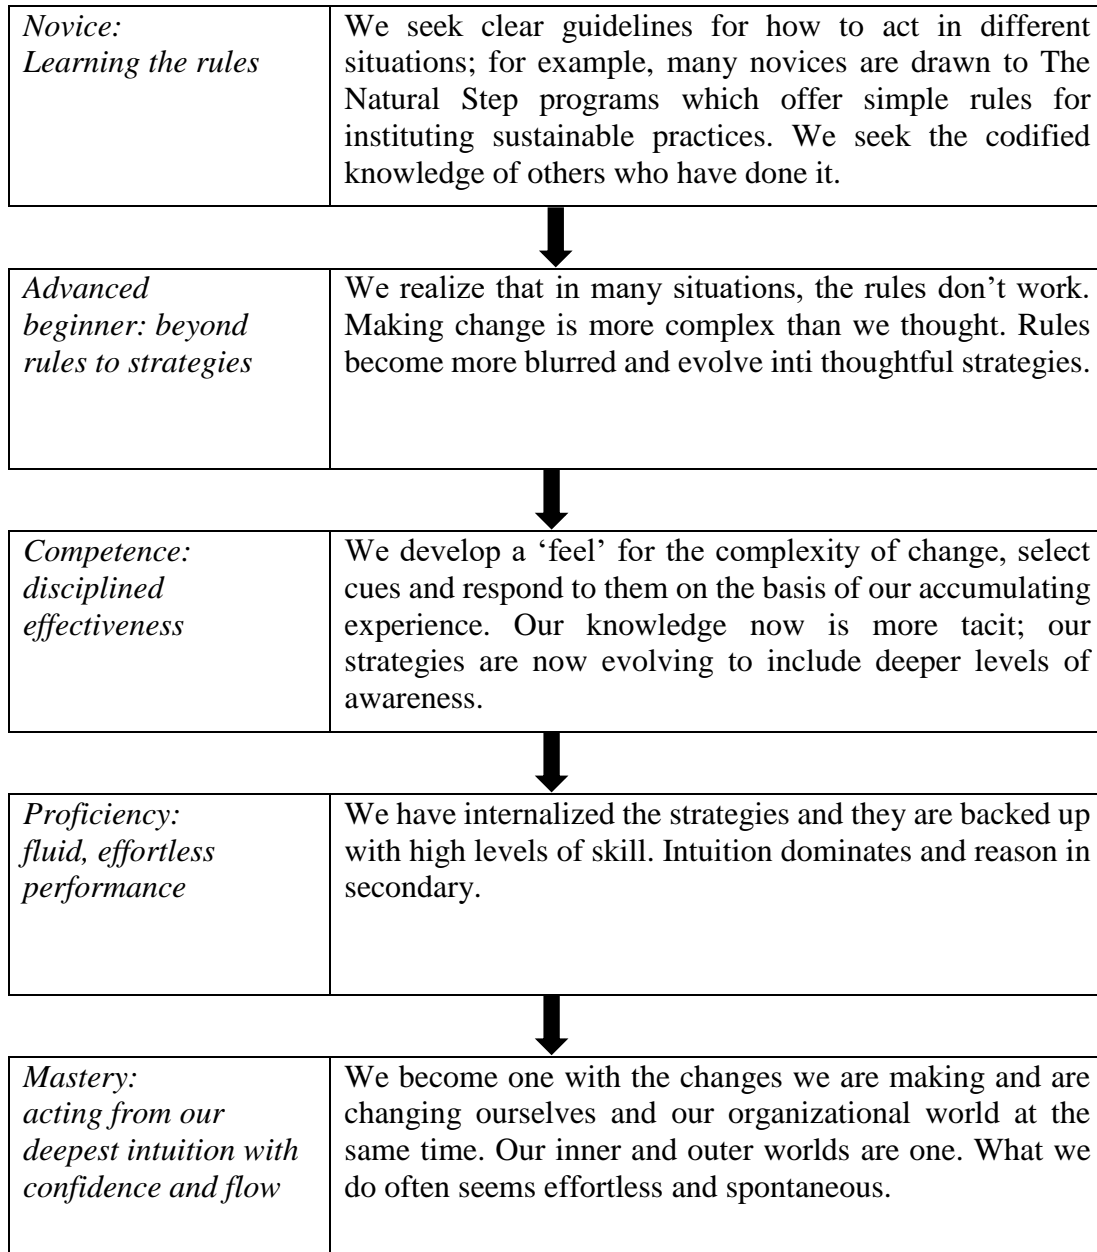 Novice:
Learning the rules
We seek clear guidelines for how to act in different
situations; for example, many novices are drawn to The
Natural Step programs which offer simple rules for
instituting sustainable practices. We seek the codified
knowledge of others who have done it.
Advanced
beginner: beyond
rules to strategies
We realize that in many situations, the rules don’t work.
Making change is more complex than we thought. Rules
become more blurred and evolve inti thoughtful strategies.
Competence:
disciplined
effectiveness
We develop a ‘feel’ for the complexity of change, select
cues and respond to them on the basis of our accumulating
experience. Our knowledge now is more tacit; our
strategies are now evolving to include deeper levels of
awareness.
Proficiency:
fluid, effortless
performance
We have internalized the strategies and they are backed up
with high levels of skill. Intuition dominates and reason in
secondary.
Mastery:
acting from our
deepest intuition with
confidence and flow
We become one with the changes we are making and are
changing ourselves and our organizational world at the
same time. Our inner and outer worlds are one. What we
do often seems effortless and spontaneous.